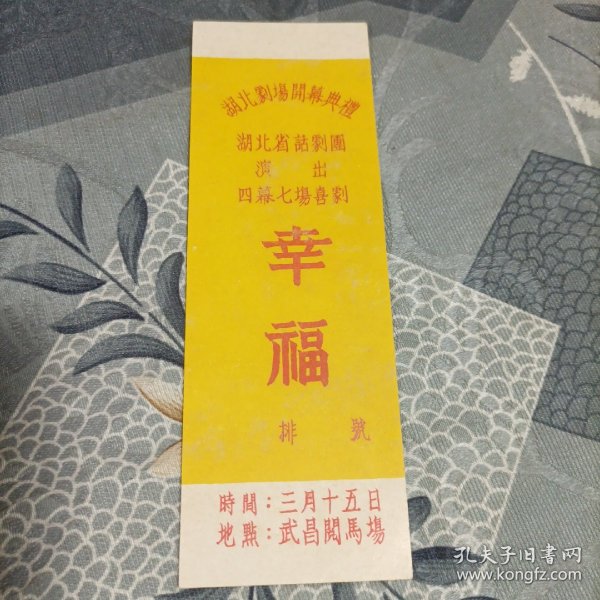 湖北劇場開幕典禮
湖北省話劇團
演出
四幕七場喜劇
幸
福
排 號
時間：三月十五日
地點：武昌閱馬場
孔夫子旧书网
www.kongfz.com